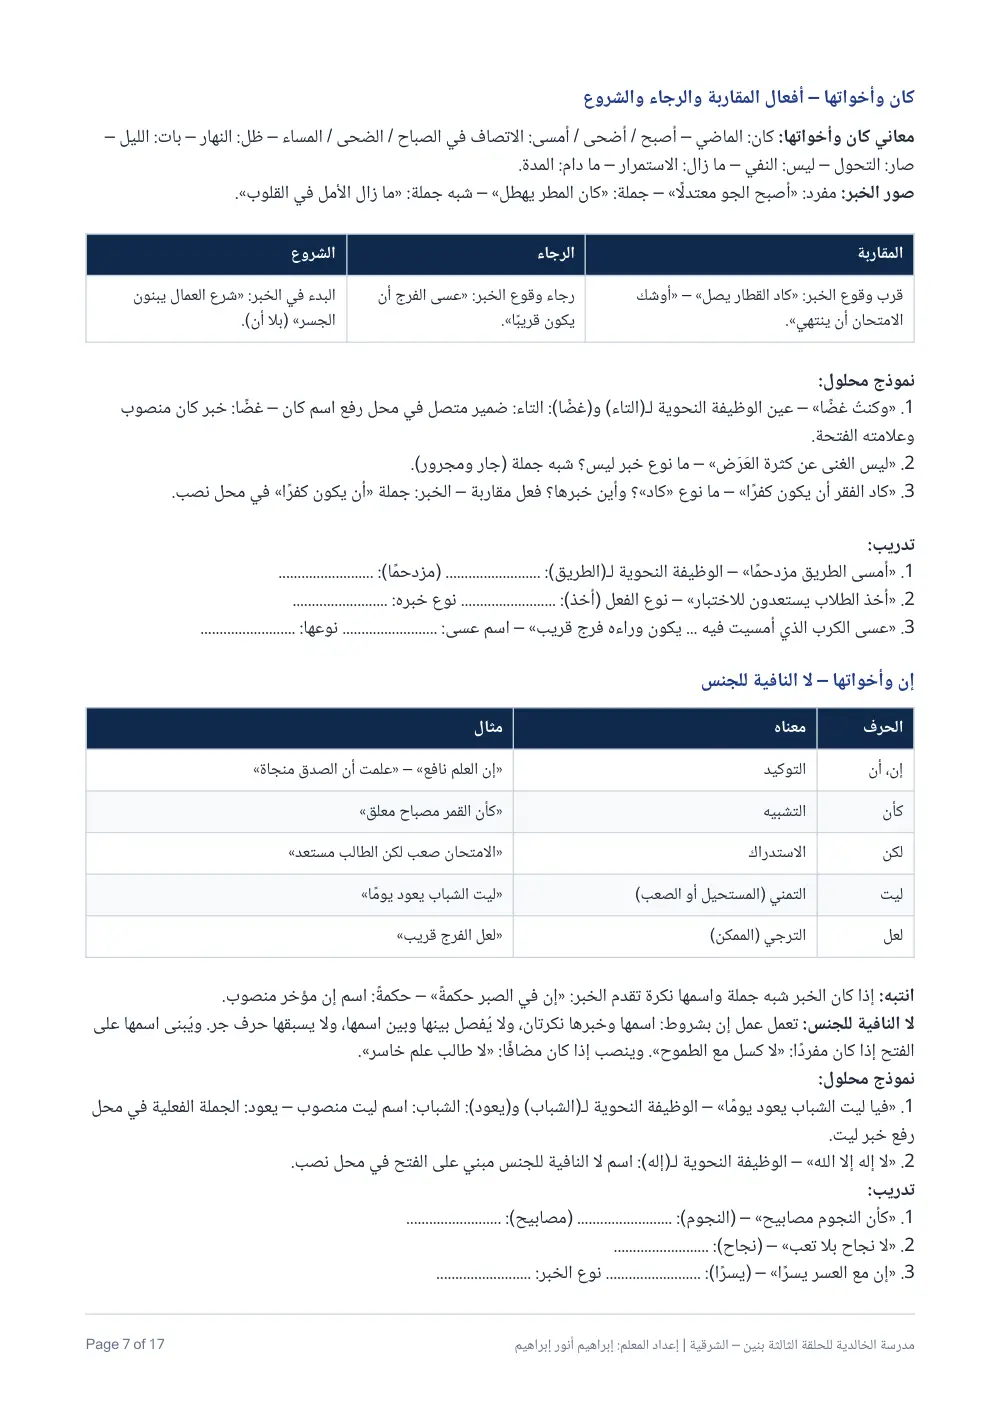 كان وأخواتها – أفعال المقاربة والرجاء والشروع
معاني كان وأخواتها: كان: الماضي – أصبح / أضحى / أمسى: الاتصاف في الصباح / الضحى / المساء – ظل: النهار – بات: الليل –
صار: التحول – ليس: النفي – ما زال: الاستمرار – ما دام: المدة.
صور الخبر: مفرد: «أصبح الجو معتدلًا» – جملة: «كان المطر يهطل» – شبه جملة: «ما زال الأمل في القلوب».
المقاربة	الرجاء	الشروع
قرب وقوع الخبر: «كاد القطار يصل» – «أوشك	رجاء وقوع الخبر: «عسى الفرج أن	البدء في الخبر: «شرع العمال يبنون
الامتحان أن ينتهي».	يكون قريبًا».	الجسر» (بلا أن).
نموذج محلول:
1. «وكنتُ غضًا» – عين الوظيفة النحوية لـ(التاء) و(غضًا): التاء: ضمير متصل في محل رفع اسم كان – غضًا: خبر كان منصوب
وعلامته الفتحة.
2. «ليس الغنى عن كثرة العَرَض» – ما نوع خبر ليس؟ شبه جملة (جار ومجرور).
3. «كاد الفقر أن يكون كفرًا» – ما نوع «كاد»؟ وأين خبرها؟ فعل مقاربة – الخبر: جملة «أن يكون كفرًا» في محل نصب.
تدريب:
1. «أمسى الطريق مزدحمًا» – الوظيفة النحوية لـ(الطريق): ......................... (مزدحمًا): .........................
2. «أخذ الطلاب يستعدون للاختبار» – نوع الفعل (أخذ): ......................... نوع خبره: .........................
3. «عسى الكرب الذي أمسيت فيه ... يكون وراءه فرج قريب» – اسم عسى: ......................... نوعها: .........................
إن وأخواتها – لا النافية للجنس
الحرف	معناه	مثال
إن، أن	التوكيد	«إن العلم نافع» – «علمت أن الصدق منجاة»
كأن	التشبيه	«كأن القمر مصباح معلق»
لكن	الاستدراك	«الامتحان صعب لكن الطالب مستعد»
ليت	التمني (المستحيل أو الصعب)	«ليت الشباب يعود يومًا»
لعل	الترجي (الممكن)	«لعل الفرج قريب»
انتبه: إذا كان الخبر شبه جملة واسمها نكرة تقدم الخبر: «إن في الصبر حكمةً» – حكمةً: اسم إن مؤخر منصوب.
لا النافية للجنس: تعمل عمل إن بشروط: اسمها وخبرها نكرتان، ولا يُفصل بينها وبين اسمها، ولا يسبقها حرف جر. ويُبنى اسمها على
الفتح إذا كان مفردًا: «لا كسل مع الطموح». وينصب إذا كان مضافًا: «لا طالب علم خاسر».
نموذج محلول:
1. «فيا ليت الشباب يعود يومًا» – الوظيفة النحوية لـ(الشباب) و(يعود): الشباب: اسم ليت منصوب – يعود: الجملة الفعلية في محل
رفع خبر ليت.
2. «لا إله إلا الله» – الوظيفة النحوية لـ(إله): اسم لا النافية للجنس مبني على الفتح في محل نصب.
تدريب:
1. «كأن النجوم مصابيح» – (النجوم): ......................... (مصابيح): .........................
2. «لا نجاح بلا تعب» – (نجاح): .........................
3. «إن مع العسر يسرًا» – (يسرًا): ......................... نوع الخبر: .........................
مدرسة الخالدية للحلقة الثالثة بنين – الشرقية | إعداد المعلم: إبراهيم أنور إبراهيم	Page 7 of 17